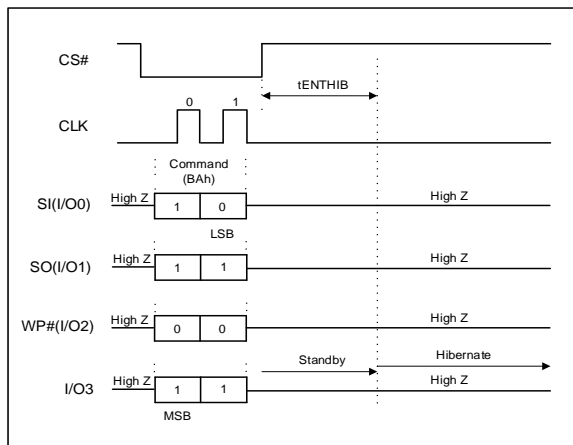 CS#
tENTHIB
0 1
CLK
Command
(BAh)
High Z 1 0 High Z
SI(I/O0)
LSB
High Z 1 1 High Z
SO(I/O1)
High Z 0 0 High Z
WP#(I/O2)
Standby Hibernate
High Z 1 1 High Z
I/O3
MSB